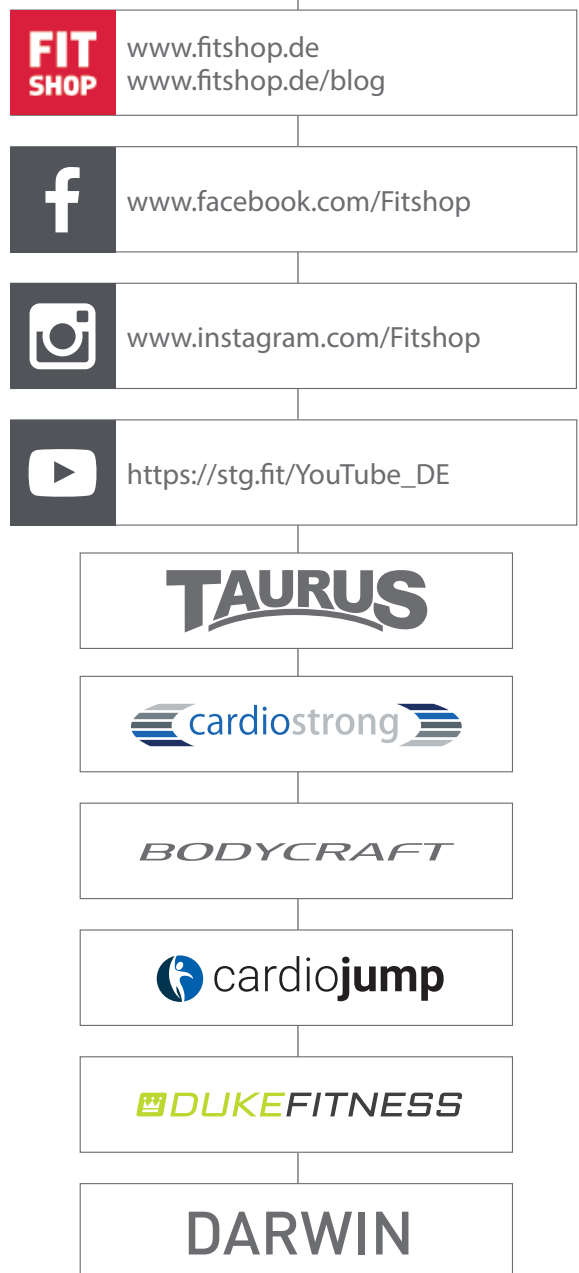 FIT
SHOP
www.fitshop.de
www.fitshop.de/blog
f
www.facebook.com/Fitshop
www.instagram.com/Fitshop
https://stg.fit/YouTube_DE
TAURUS
cardiostrong
BODYCRAFT
cardiojump
DUKEFITNESS
DARWIN